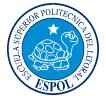 ESCUELA SUPERIOR POLITECNICA DEL LITORAL
ESPOL